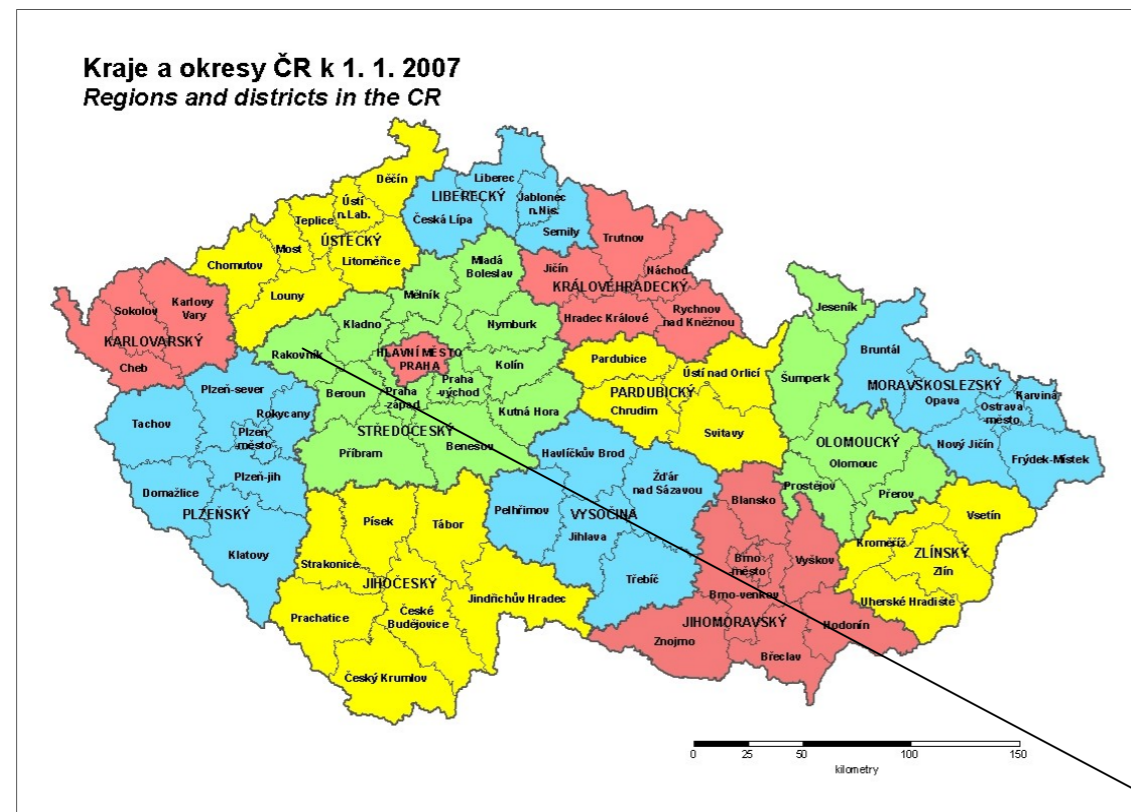 Kraje a okresy ČR k 1. 1. 2007
Regions and districts in the CR
Děčín
Liberec
LIBERECKÝ
Ústí
n.Lab.
Jablonec
n.Nis.
Teplice
Česká Lípa
Semily
ÚSTECKÝ
Most
Trutnov
Chomutov
Litoměřice
Mladá
Boleslav
Jičín
Náchod
KRÁLOVÉHRADECKÝ
Louny
Mělník
Karlovy
Vary
Sokolov
Jeseník
Rychnov
nad Kněžnou
Hradec Králové
Kladno
Nymburk
KARLOVARSKÝ
Rakovník
HLAVNÍ MĚSTO
PRAHA
Bruntál
Pardubice
Kolín
Ústí nad Orlicí
Cheb
Šumperk
Plzeň-sever
Beroun
Praha
-západ
Praha
-východ
PARDUBICKÝ
MORAVSKOSLEZSKÝ
Opava
Karviná
Ostrava
-město
Rokycany
Kutná Hora
Chrudim
Tachov
STŘEDOČESKÝ
Svitavy
Plzeň
-město
Benešov
OLOMOUCKÝ
Nový Jičín
Příbram
Havlíčkův Brod
Olomouc
Frýdek-Místek
Plzeň-jih
Žďár
nad Sázavou
Prostějov
Domažlice
Blansko
Přerov
PLZEŇSKÝ
Pelhřimov
VYSOČINA
Vsetín
Písek
Tábor
Jihlava
Kroměříž
Klatovy
ZLÍNSKÝ
Brno
-město
Vyškov
Strakonice
Zlín
Třebíč
JIHOČESKÝ
Jindřichův Hradec
Brno-venkov
Uherské Hradiště
Prachatice
České
Budějovice
JIHOMORAVSKÝ
Hodonín
Znojmo
Břeclav
Český Krumlov
0 25 50 100 150
kilometry